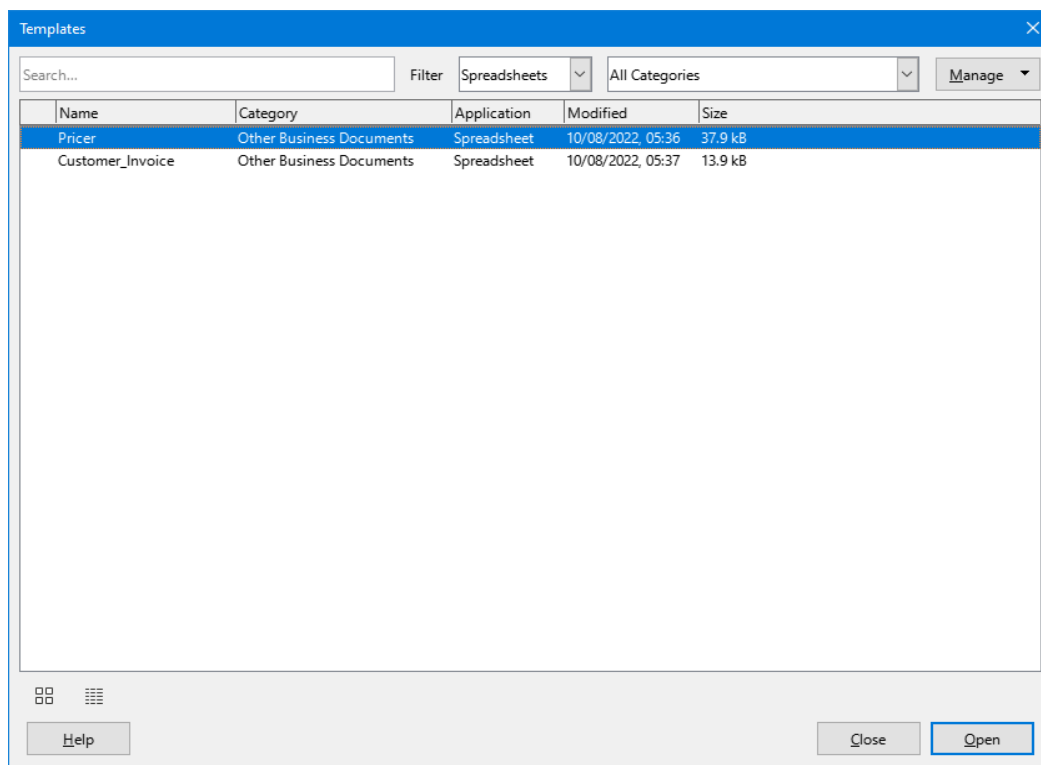 Templates
Search... Filter Spreadsheets All Categories Manage
Name Category Application Modified Size
Pricer Other Business Documents Spreadsheet 10/08/2022, 05:36 37.9 kB
Customer_Invoice Other Business Documents Spreadsheet 10/08/2022, 05:37 13.9 kB
Help Close Open